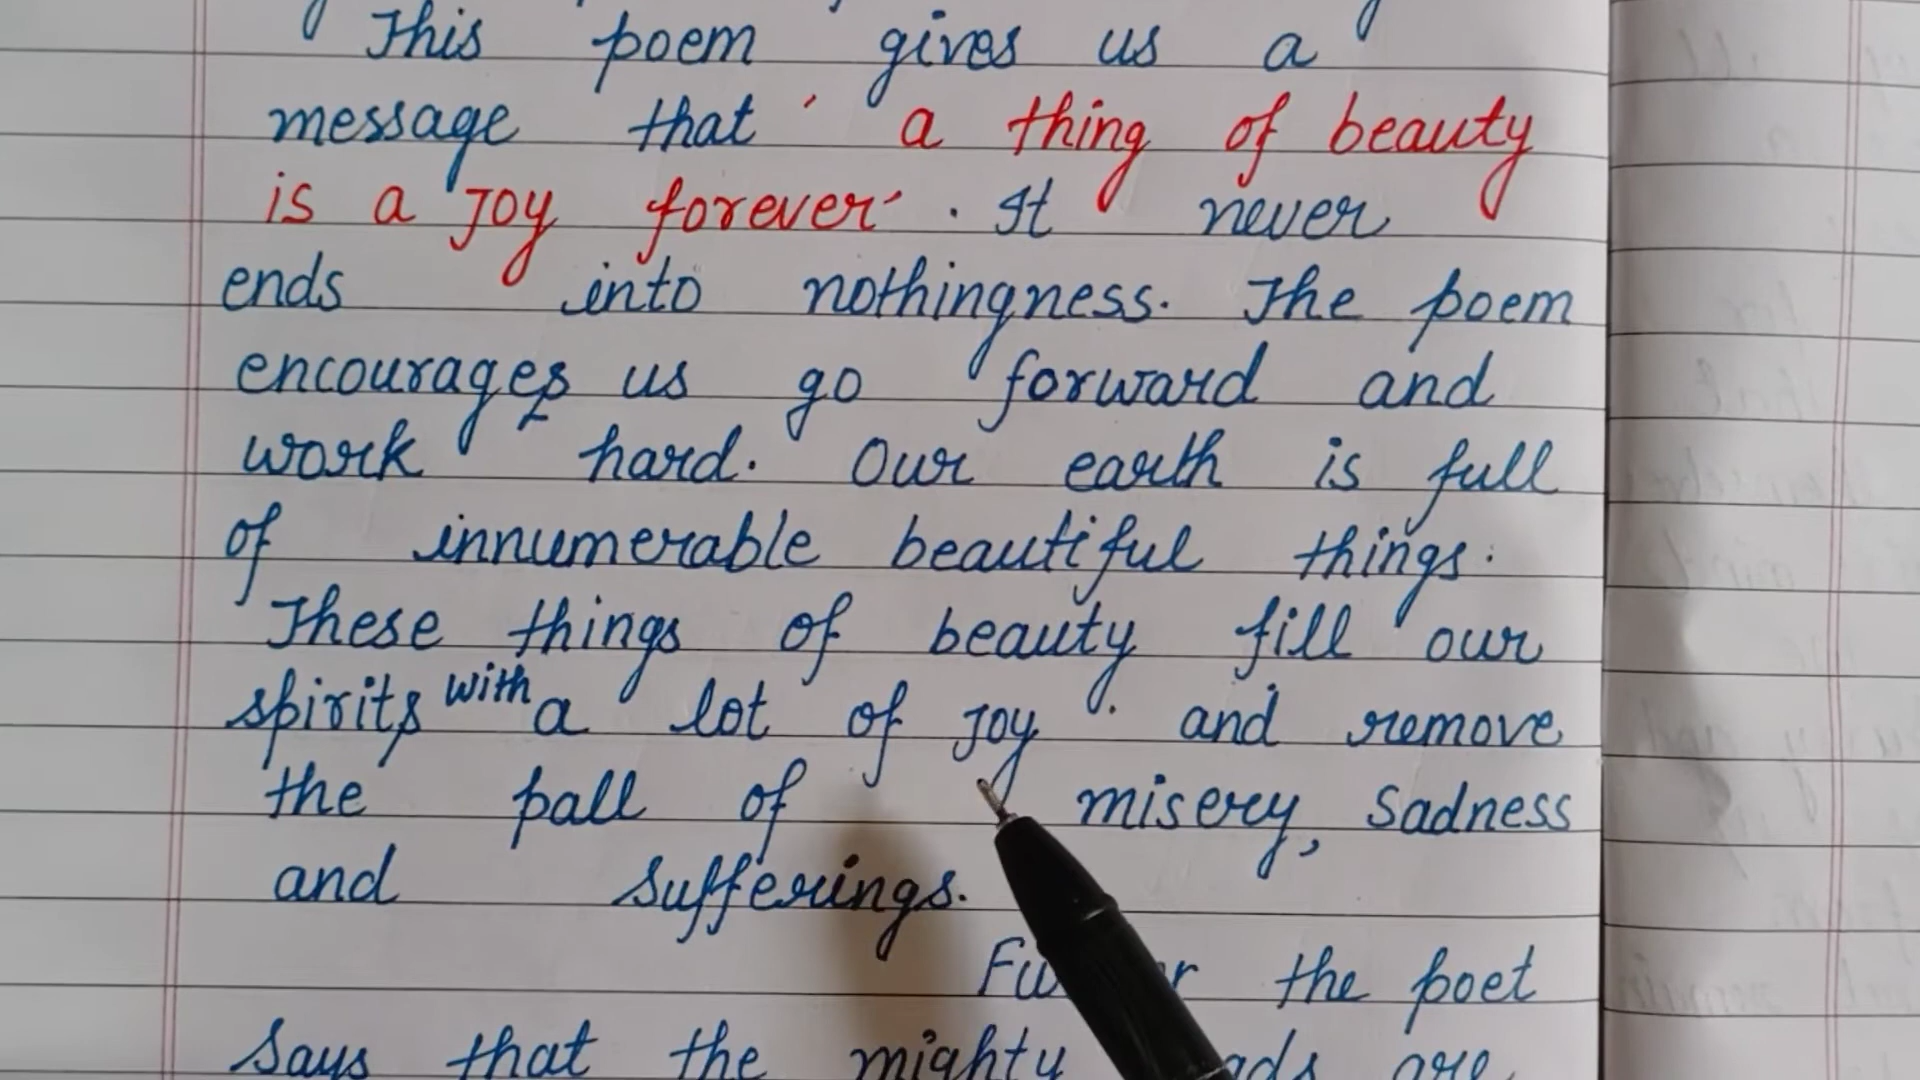 This poem gives us a
message that ' a thing of beauty
is a Joy forever'. It never
ends into nothingness. The poem
encourages us go forward and
work hard. Our earth is full
of innumerable beautiful things.
These things of beauty fill our
spirits with a lot of Joy. and remove
the pall of misery, sadness
and sufferings.
the poet
says that the mighty are